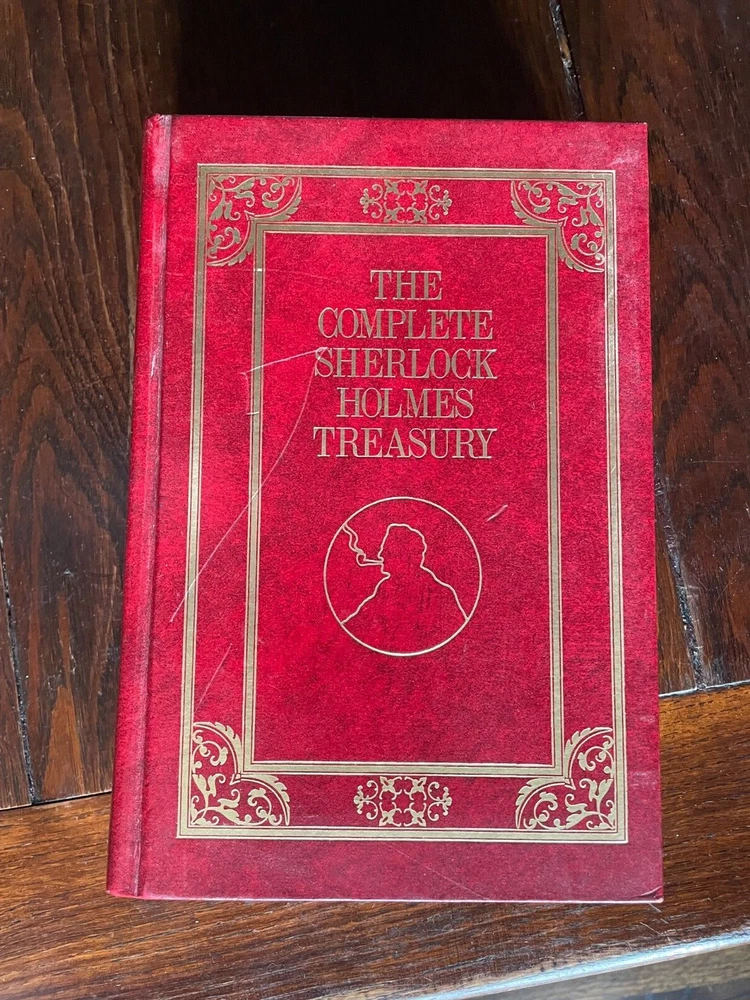 THE
COMPLETE
SHERLOCK
HOLMES
TREASURY